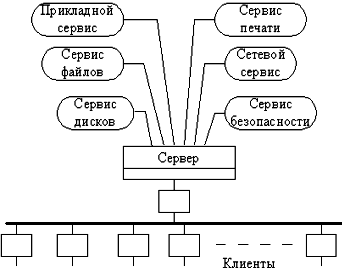 Прикладной
сервис
Сервис
печати
Сервис
файлов
Сетевой
сервис
Сервис
дисков
Сервис
безопасности
Сервер
Клиенты